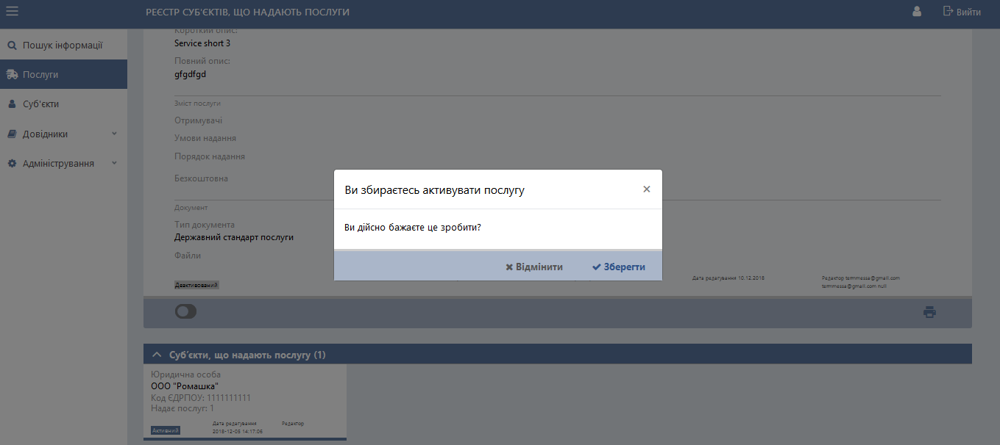 РЕЄСТР СУБ'ЄКТІВ, ЩО НАДАЮТЬ ПОСЛУГИ
Вийти
Пошук інформації
Послуги
Суб'єкти
Довідники
Адміністрування
Короткий опис:
Service short 3
Повний опис:
gfgdfgd
Зміст послуги
Отримувачі
Умови надання
Порядок надання
Безкоштовна
Документ
Тип документа
Державний стандарт послуги
Файли
Деактивований
Дата редагування 10.12.2018
Редактор termmessa@gmail.com
termmessa@gmail.com null
Ви збираєтесь активувати послугу
Ви дійсно бажаєте це зробити?
Відмінити
Зберегти
Суб'єкти, що надають послугу (1)
Юридична особа
ООО "Ромашка"
Код ЄДРПОУ: 1111111111
Надає послуг: 1
Активний
Дата редагування
2018-12-05 14:17:06
Редактор